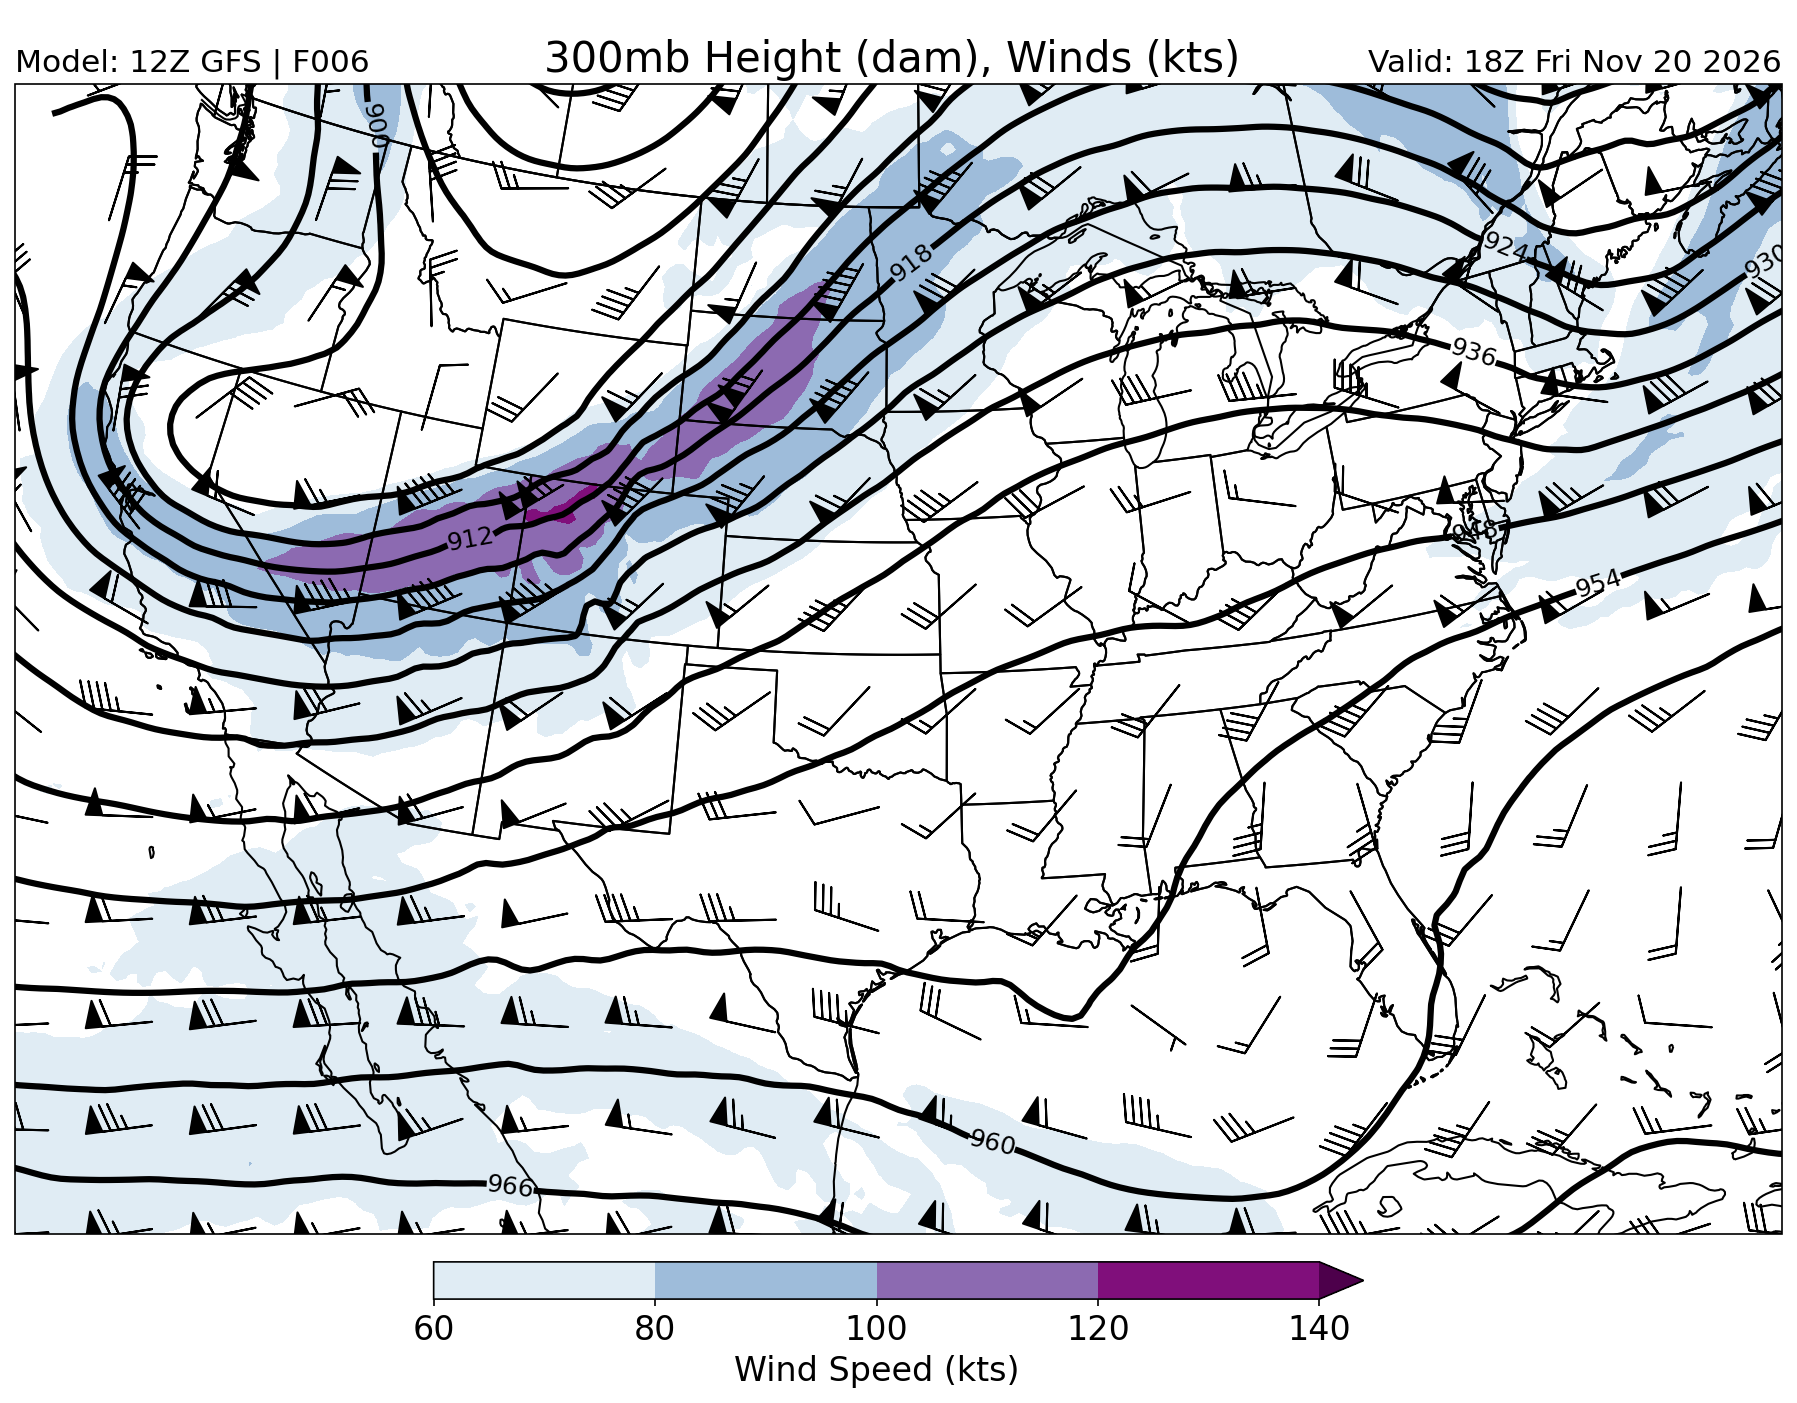 Model: 12Z GFS | F006
300mb Height (dam), Winds (kts)
Valid: 18Z Fri Nov 20 2026
900
918
924
930
936
912
948
954
960
966
60 80 100 120 140
Wind Speed (kts)